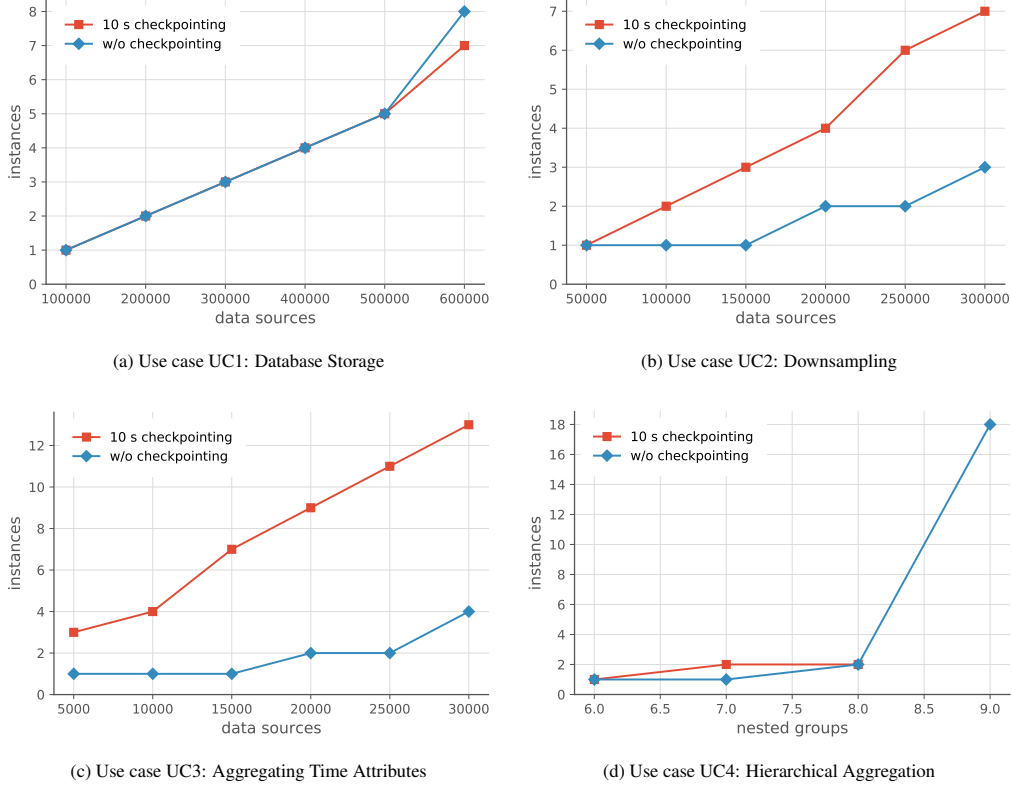 8
7
6
5
4
3
2
1
0
instances
10 s checkpointing
w/o checkpointing
100000 200000 300000 400000 500000 600000
data sources
(a) Use case UC1: Database Storage
7
6
5
4
3
2
1
0
instances
10 s checkpointing
w/o checkpointing
50000 100000 150000 200000 250000 300000
data sources
(b) Use case UC2: Downsampling
12
10
8
6
4
2
0
instances
10 s checkpointing
w/o checkpointing
5000 10000 15000 20000 25000 30000
data sources
(c) Use case UC3: Aggregating Time Attributes
18
16
14
12
10
8
6
4
2
0
instances
10 s checkpointing
w/o checkpointing
6.0 6.5 7.0 7.5 8.0 8.5 9.0
nested groups
(d) Use case UC4: Hierarchical Aggregation